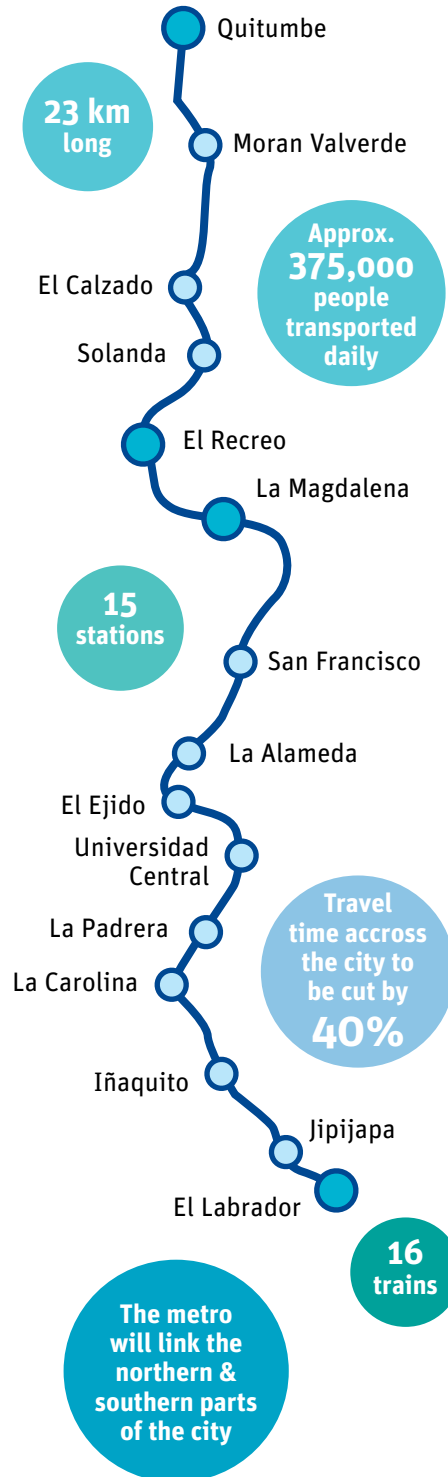 Quitumbe
23 km
long
Moran Valverde
Approx.
375,000
people
transported
daily
El Calzado
Solanda
El Recreo
La Magdalena
15
stations
San Francisco
La Alameda
El Ejido
Universidad
Central
La Padrera
Travel
time accross
the city to
be cut by
40%
La Carolina
Iñaquito
Jipijapa
El Labrador
16
trains
The metro
will link the
northern &
southern parts
of the city